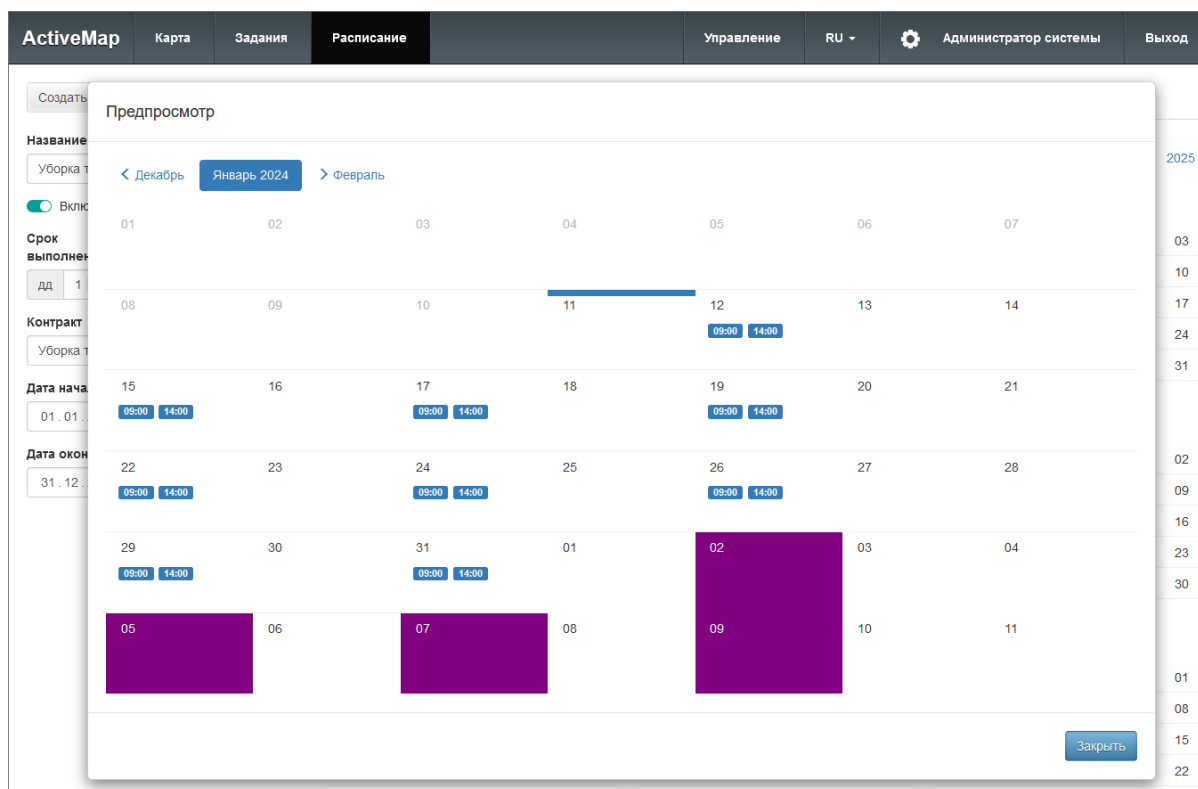 ActiveMap Карта Задания Расписание Управление RU Администратор системы Выход
Создать
Предпросмотр
Название
Уборка
2025
Декабрь Январь 2024 Февраль
01 02 03 04 05 06 07
Срок
03
дд 1
10
08 09 10 11 12 13 14
17
Контракт
09:00 14:00
24
Уборка
31
Дата
15 16 17 18 19 20 21
01 . 01 .
09:00 14:00 09:00 14:00 09:00 14:00
Дата
02
22 23 24 25 26 27 28
31 . 12 .
09:00 14:00 09:00 14:00 09:00 14:00
09
16
29 30 31 01 02 03 04
23
09:00 14:00 09:00 14:00
30
05 06 07 08 09 10 11
01
08
Закрыть
15
22